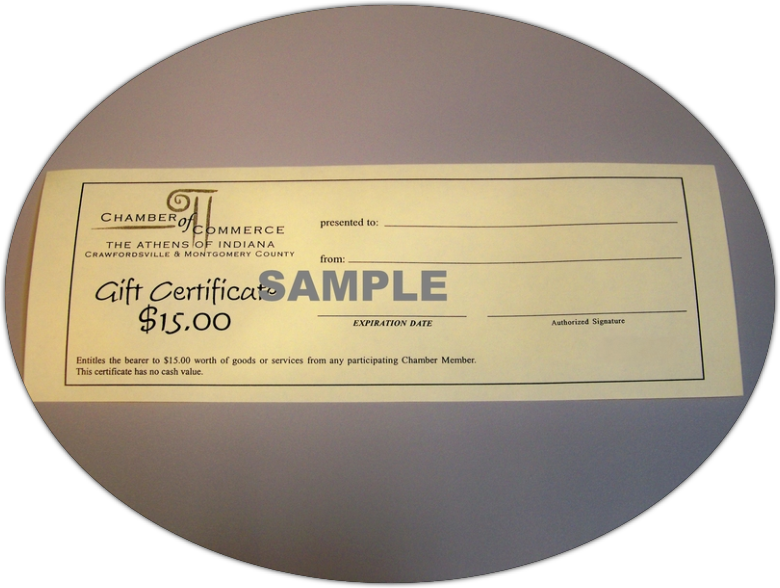 CHAMBER of COMMERCE
THE ATHENS OF INDIANA
CRAWFORDSVILLE & MONTGOMERY COUNTY
Gift Certificate
$15.00
presented to:
from:
SAMPLE
EXPIRATION DATE
Authorized Signature
Entitles the bearer to $15.00 worth of goods or services from any participating Chamber Member.
This certificate has no cash value.